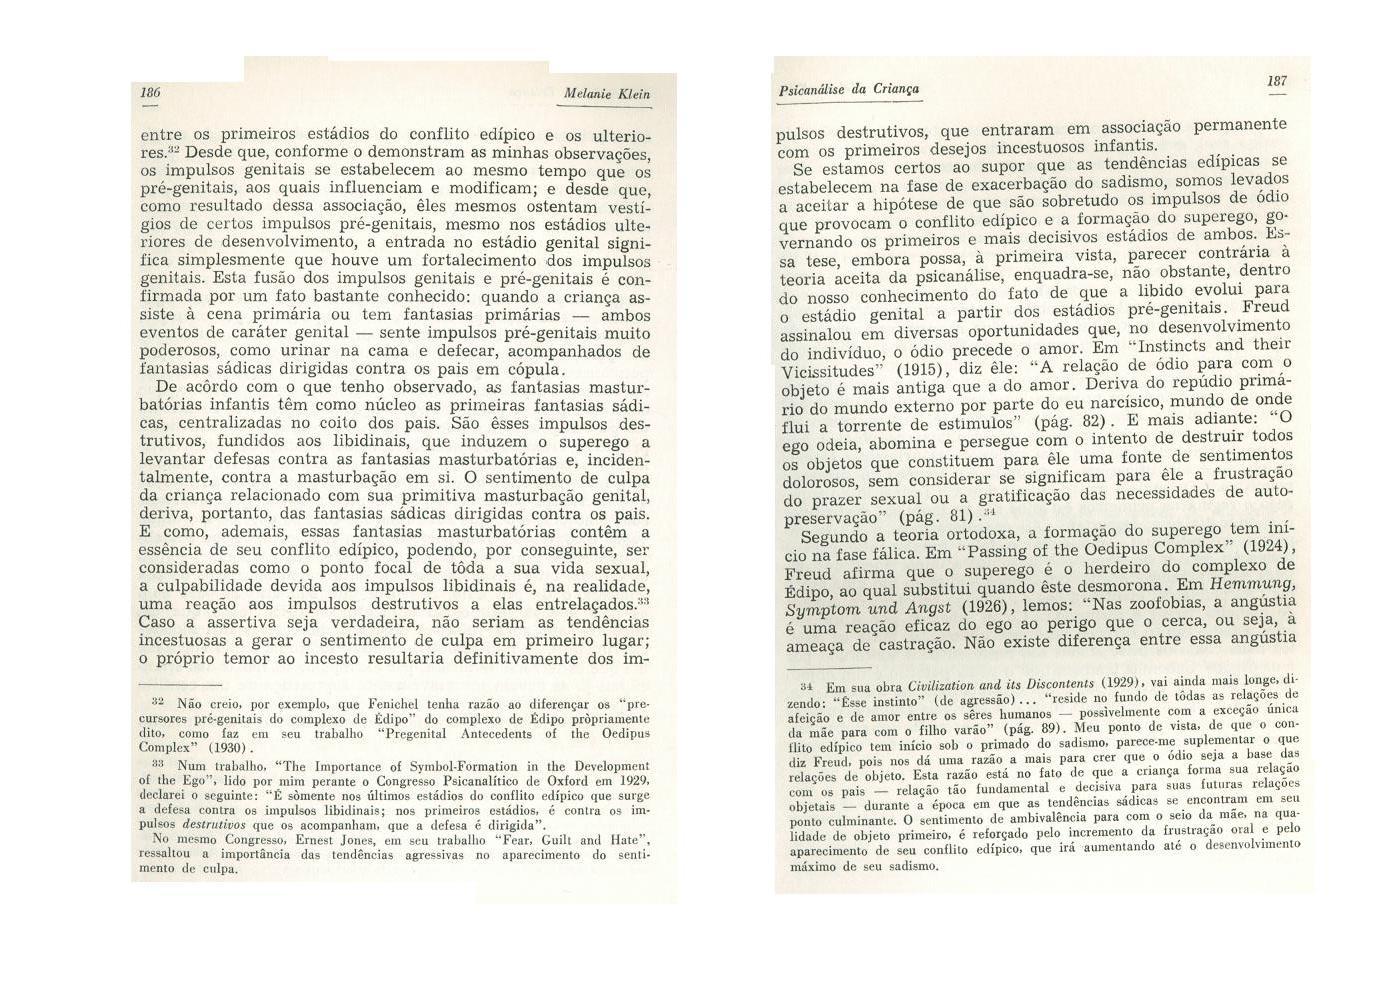 186
Melanie Klein
entre os primeiros estádios do conflito edípico e os ulterio-
res.³² Desde que, conforme o demonstram as minhas observações,
os impulsos genitais se estabelecem ao mesmo tempo que os
pré-genitais, aos quais influenciam e modificam; e desde que,
como resultado dessa associação, êles mesmos ostentam vestí-
gios de certos impulsos pré-genitais, mesmo nos estádios ulte-
riores de desenvolvimento, a entrada no estádio genital signi-
fica simplesmente que houve um fortalecimento dos impulsos
genitais. Esta fusão dos impulsos genitais e pré-genitais é con-
firmada por um fato bastante conhecido: quando a criança as-
siste à cena primária ou tem fantasias primárias — ambos
eventos de caráter genital — sente impulsos pré-genitais muito
poderosos, como urinar na cama e defecar, acompanhados de
fantasias sádicas dirigidas contra os pais em cópula.
De acôrdo com o que tenho observado, as fantasias mastur-
batórias infantis têm como núcleo as primeiras fantasias sádi-
cas, centralizadas no coito dos pais. São êsses impulsos des-
trutivos, fundidos aos libidinais, que induzem o superego a
levantar defesas contra as fantasias masturbatórias e, inciden-
talmente, contra a masturbação em si. O sentimento de culpa
da criança relacionado com sua primitiva masturbação genital,
deriva, portanto, das fantasias sádicas dirigidas contra os pais.
E como, ademais, essas fantasias masturbatórias contêm a
essência de seu conflito edípico, podendo, por conseguinte, ser
consideradas como o ponto focal de tôda a sua vida sexual,
a culpabilidade devida aos impulsos libidinais é, na realidade,
uma reação aos impulsos destrutivos a elas entrelaçados.³³
Caso a assertiva seja verdadeira, não seriam as tendências
incestuosas a gerar o sentimento de culpa em primeiro lugar;
o próprio temor ao incesto resultaria definitivamente dos im-
32 Não creio, por exemplo, que Fenichel tenha razão ao diferençar os "pre-
cursores pré-genitais do complexo de Édipo" do complexo de Édipo pròpriamente
dito, como faz em seu trabalho "Pregenital Antecedents of the Oedipus
Complex" (1930).
33 Num trabalho, "The Importance of Symbol-Formation in the Development
of the Ego", lido por mim perante o Congresso Psicanalítico de Oxford em 1929,
declarei o seguinte: "É sòmente nos últimos estádios do conflito edípico que surge
a defesa contra os impulsos libidinais; nos primeiros estádios, é contra os im-
pulsos destrutivos que os acompanham, que a defesa é dirigida".
No mesmo Congresso, Ernest Jones, em seu trabalho "Fear, Guilt and Hate",
ressaltou a importância das tendências agressivas no aparecimento do senti-
mento de culpa.
Psicanálise da Criança
187
pulsos destrutivos, que entraram em associação permanente
com os primeiros desejos incestuosos infantis.
Se estamos certos ao supor que as tendências edípicas se
estabelecem na fase de exacerbação do sadismo, somos levados
a aceitar a hipótese de que são sobretudo os impulsos de ódio
que provocam o conflito edípico e a formação do superego, go-
vernando os primeiros e mais decisivos estádios de ambos. Es-
sa tese, embora possa, à primeira vista, parecer contrária à
teoria aceita da psicanálise, enquadra-se, não obstante, dentro
do nosso conhecimento do fato de que a libido evolui para
o estádio genital a partir dos estádios pré-genitais. Freud
assinalou em diversas oportunidades que, no desenvolvimento
do indivíduo, o ódio precede o amor. Em "Instincts and their
Vicissitudes" (1915), diz êle: "A relação de ódio para com o
objeto é mais antiga que a do amor. Deriva do repúdio primá-
rio do mundo externo por parte do eu narcísico, mundo de onde
flui a torrente de estimulos" (pág. 82). E mais adiante: "O
ego odeia, abomina e persegue com o intento de destruir todos
os objetos que constituem para êle uma fonte de sentimentos
dolorosos, sem considerar se significam para êle a frustração
do prazer sexual ou a gratificação das necessidades de auto-
preservação" (pág. 81).³⁴
Segundo a teoria ortodoxa, a formação do superego tem iní-
cio na fase fálica. Em "Passing of the Oedipus Complex" (1924),
Freud afirma que o superego é o herdeiro do complexo de
Édipo, ao qual substitui quando êste desmorona. Em Hemmung,
Symptom und Angst (1926), lemos: "Nas zoofobias, a angústia
é uma reação eficaz do ego ao perigo que o cerca, ou seja, à
ameaça de castração. Não existe diferença entre essa angústia
34 Em sua obra Civilization and its Discontents (1929), vai ainda mais longe, di-
zendo: "Êsse instinto" (de agressão)... "reside no fundo de tôdas as relações de
afeição e de amor entre os sêres humanos — possivelmente com a exceção única
da mãe para com o filho varão" (pág. 89). Meu ponto de vista, de que o con-
flito edípico tem início sob o primado do sadismo, parece-me suplementar o que
diz Freud, pois nos dá uma razão a mais para crer que o ódio seja a base das
relações de objeto. Esta razão está no fato de que a criança forma sua relação
com os pais — relação tão fundamental e decisiva para suas futuras relações
objetais — durante a época em que as tendências sádicas se encontram em seu
ponto culminante. O sentimento de ambivalência para com o seio da mãe, na qua-
lidade de objeto primeiro, é reforçado pelo incremento da frustração oral e pelo
aparecimento de seu conflito edípico, que irá aumentando até o desenvolvimento
máximo de seu sadismo.